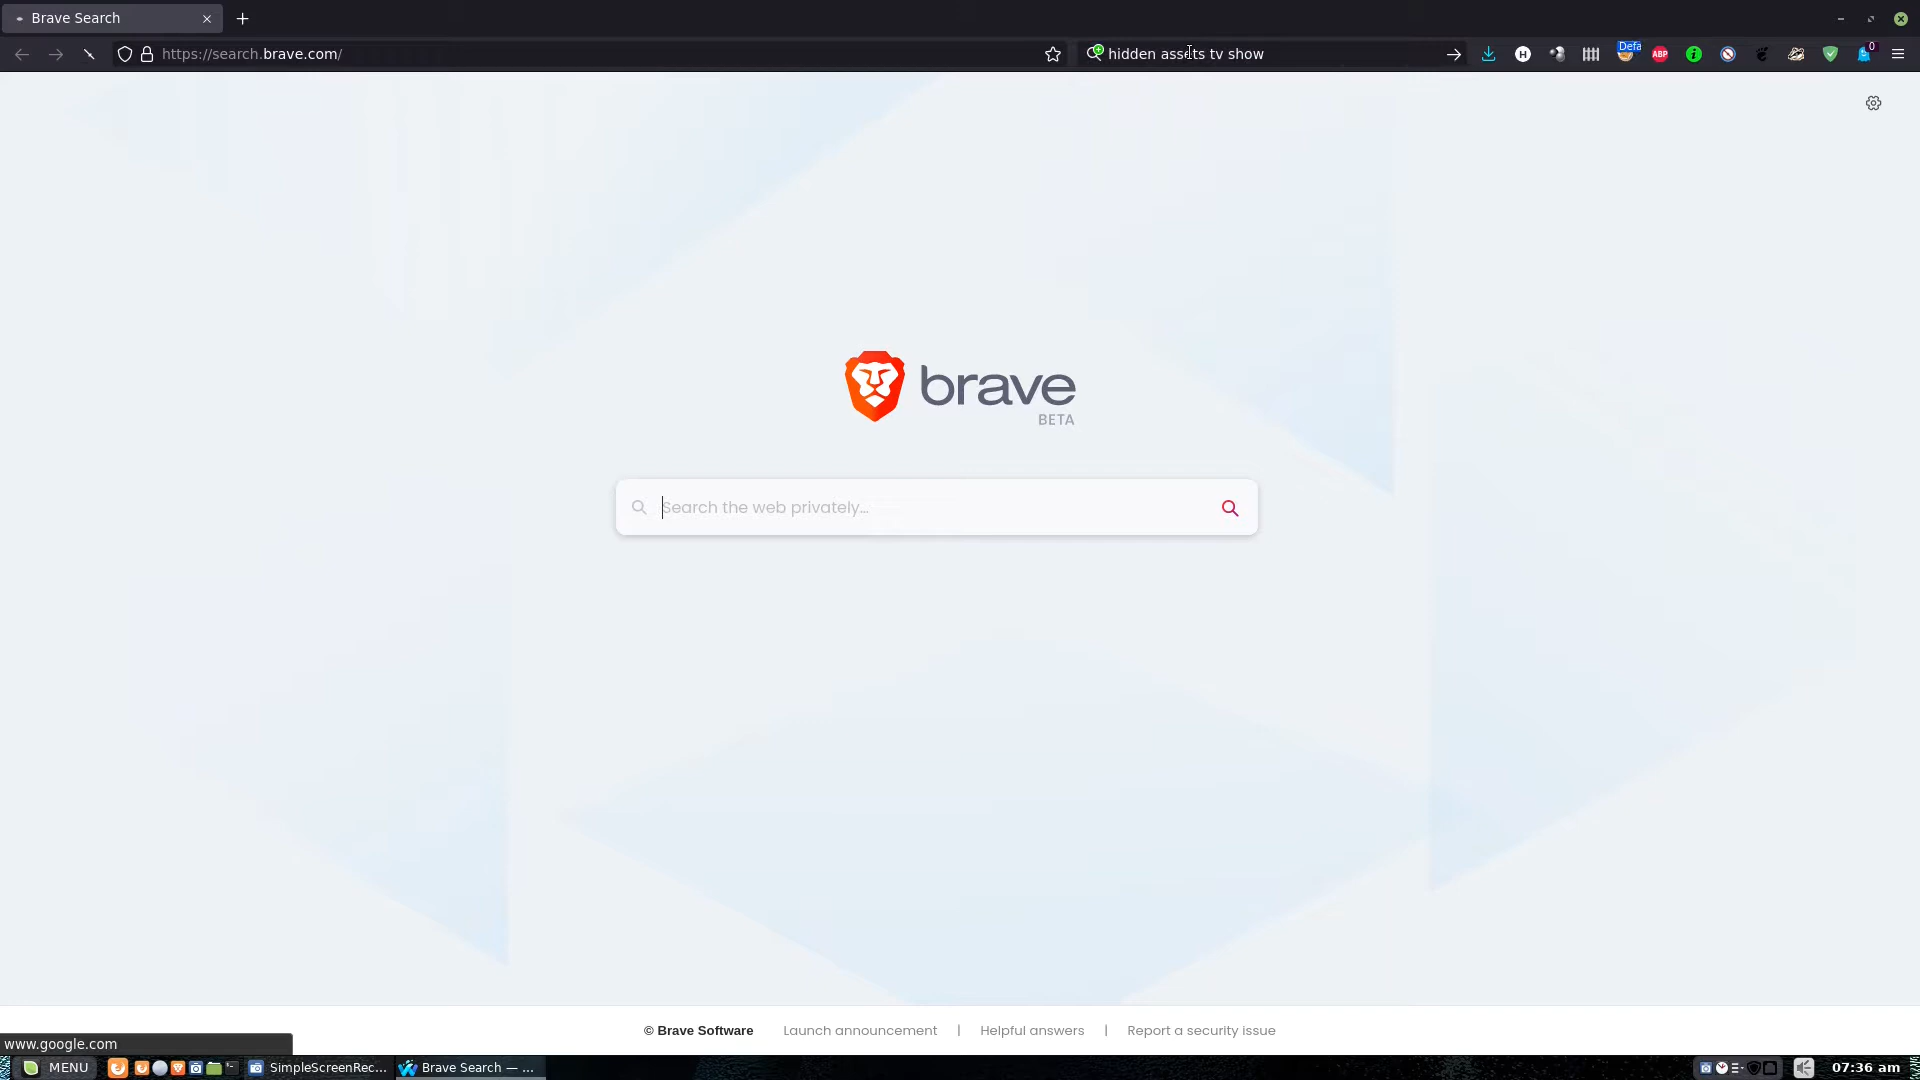 Brave Search
https://search.brave.com/
hidden assets tv show
H
Defa
ABP
0
brave
BETA
Search the web privately...
© Brave Software
Launch announcement
|
Helpful answers
|
Report a security issue
www.google.com
MENU
SimpleScreenRec...
Brave Search — ...
07:36 am